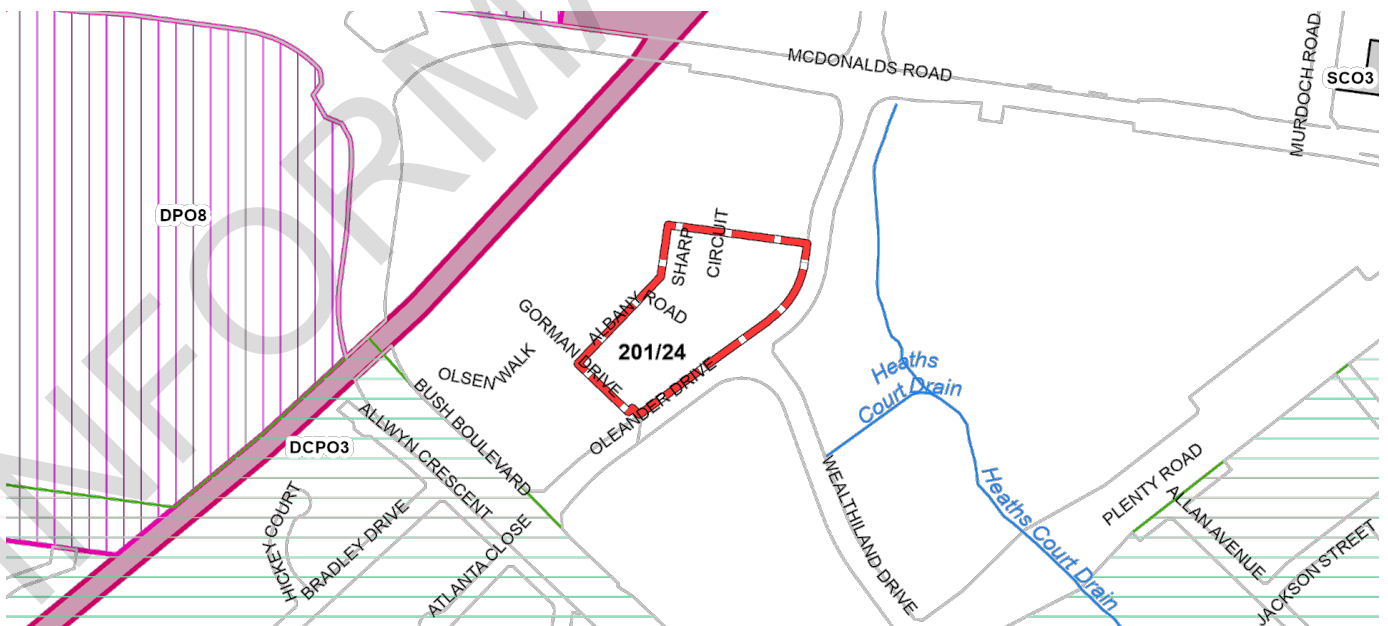 MCDONALDS ROAD
MURDOCH ROAD
SCO3
DPO8
SHARP
CIRCUIT
ALBANY ROAD
GORMAN DRIVE
201/24
OLSEN WALK
OLEANDER DRIVE
Heaths
Court Drain
BUSH BOULEVARD
ALLWYN CRESCENT
DCPO3
HICKEY COURT
BRADLEY DRIVE
ATLANTA CLOSE
WEALTHILAND DRIVE
Heaths Court Drain
PLENTY ROAD
ALLAN AVENUE
JACKSON STREET
INFORMA